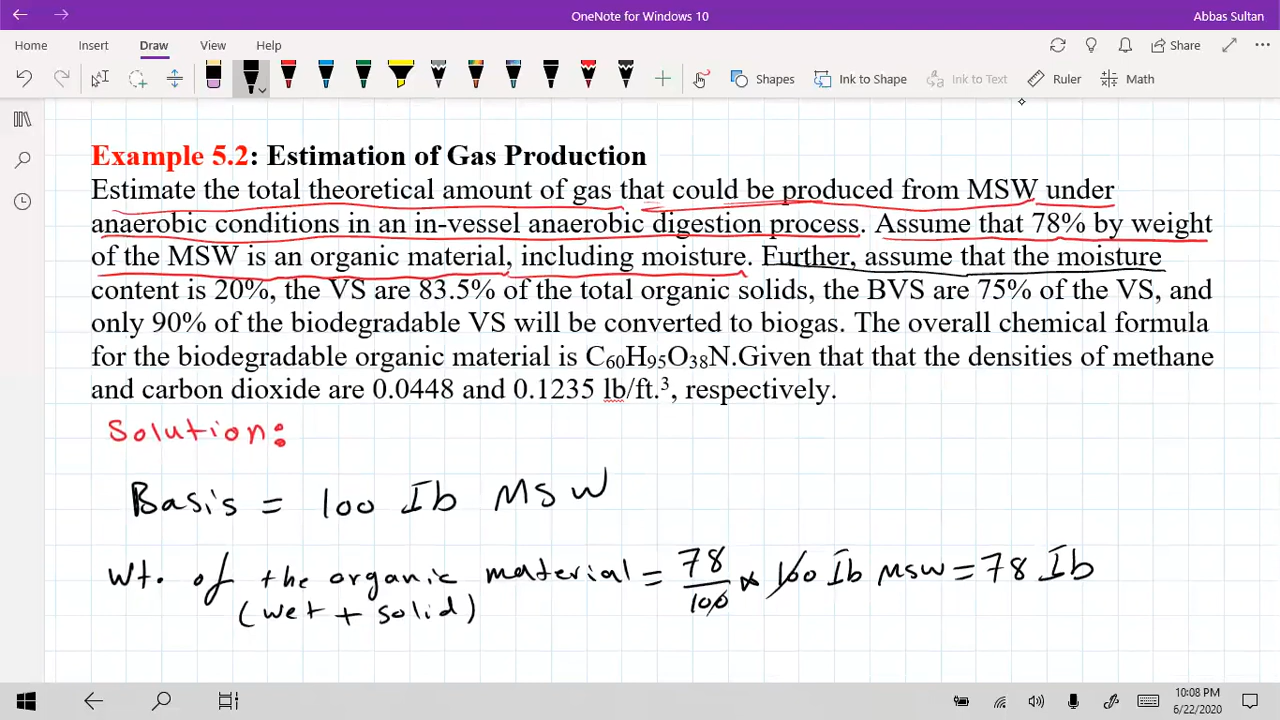 OneNote for Windows 10
Abbas Sultan
Home Insert Draw View Help
Share
Shapes Ink to Shape Ink to Text Ruler Math
Example 5.2: Estimation of Gas Production
Estimate the total theoretical amount of gas that could be produced from MSW under
anaerobic conditions in an in-vessel anaerobic digestion process. Assume that 78% by weight
of the MSW is an organic material, including moisture. Further, assume that the moisture
content is 20%, the VS are 83.5% of the total organic solids, the BVS are 75% of the VS, and
only 90% of the biodegradable VS will be converted to biogas. The overall chemical formula
for the biodegradable organic material is C₆₀H₉₅O₃₈N.Given that that the densities of methane
and carbon dioxide are 0.0448 and 0.1235 lb/ft.³, respectively.
Solution:
Basis = 100 Ib MSW
Wt. of the organic material = 78/100 * 100 Ib MSW = 78 Ib
(wet + solid)
10:08 PM
6/22/2020